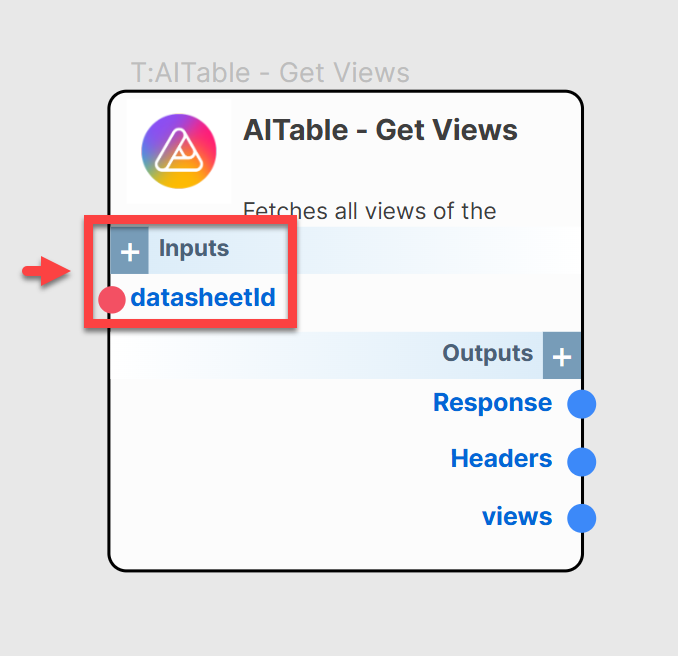 T:AITable - Get Views
AITable - Get Views
Fetches all views of the
+ Inputs
datasheetId
Outputs +
Response
Headers
views